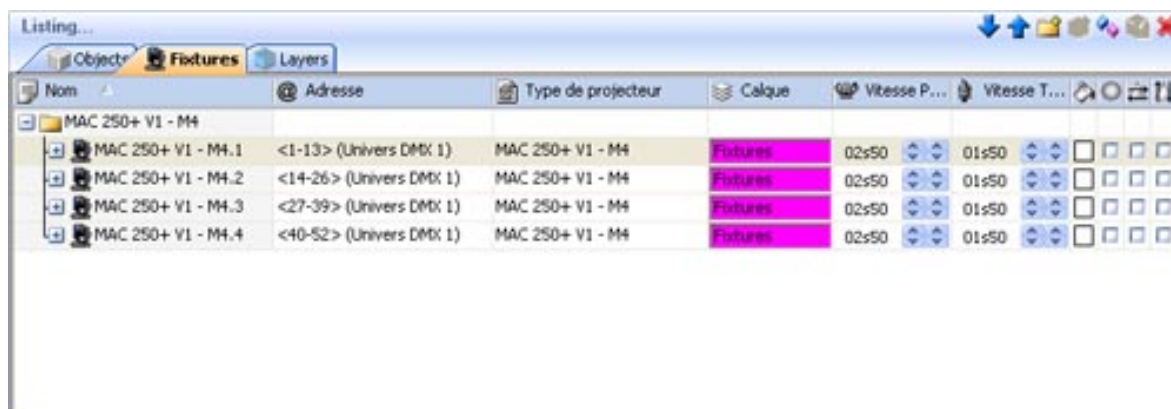 Listing...
Objects Fixtures Layers
Nom Adresse Type de projecteur Calque Vitesse P... Vitesse T...
MAC 250+ V1 - M4
MAC 250+ V1 - M4.1 <1-13> (Univers DMX 1) MAC 250+ V1 - M4 Fixtures 02s50 01s50
MAC 250+ V1 - M4.2 <14-26> (Univers DMX 1) MAC 250+ V1 - M4 Fixtures 02s50 01s50
MAC 250+ V1 - M4.3 <27-39> (Univers DMX 1) MAC 250+ V1 - M4 Fixtures 02s50 01s50
MAC 250+ V1 - M4.4 <40-52> (Univers DMX 1) MAC 250+ V1 - M4 Fixtures 02s50 01s50